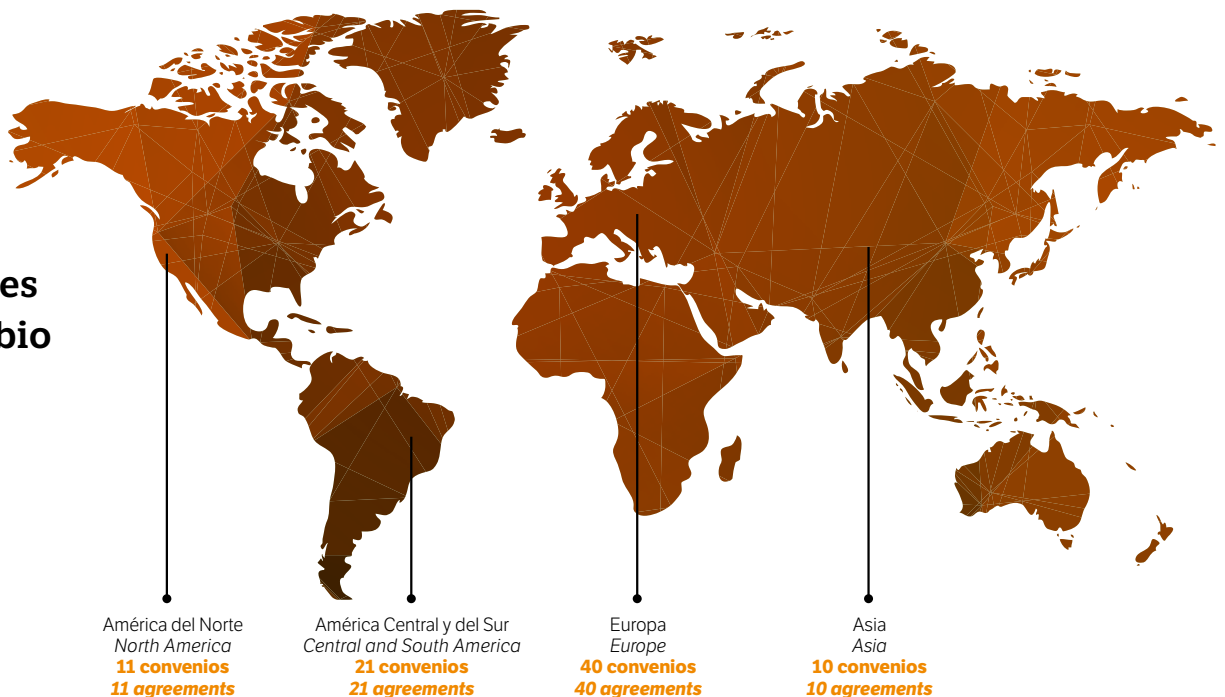 es
bio
América del Norte
North America
11 convenios
11 agreements
América Central y del Sur
Central and South America
21 convenios
21 agreements
Europa
Europe
40 convenios
40 agreements
Asia
Asia
10 convenios
10 agreements